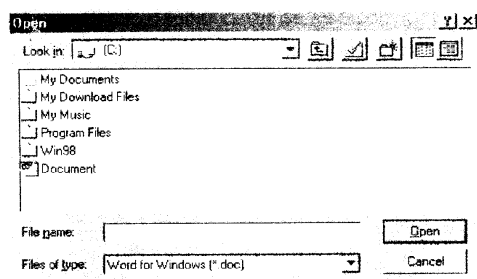 Open
Look in: (C:)
My Documents
My Download Files
My Music
Program Files
Win98
Document
File name: Open
Files of type: Word for Windows (*.doc) Cancel